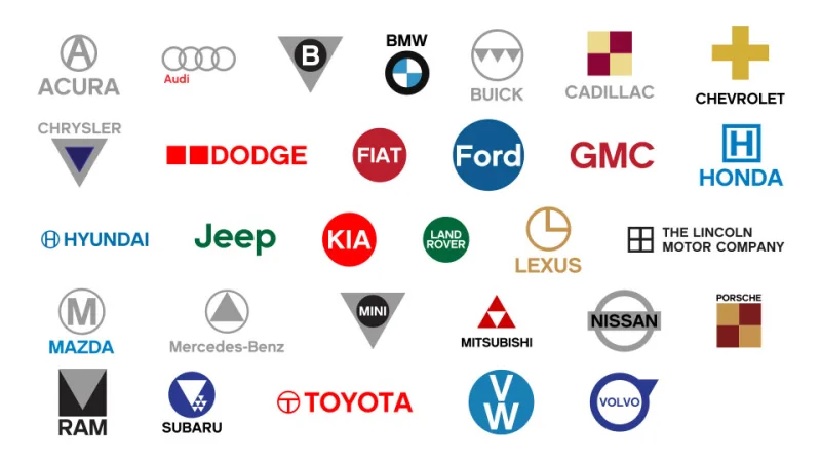 A
ACURA
Audi
B
BMW
BUICK
CADILLAC
CHEVROLET
CHRYSLER
DODGE
FIAT
Ford
GMC
H
HONDA
H HYUNDAI
Jeep
KIA
LAND
ROVER
L
LEXUS
THE LINCOLN
MOTOR COMPANY
M
MAZDA
Mercedes-Benz
MINI
MITSUBISHI
NISSAN
PORSCHE
RAM
SUBARU
T TOYOTA
V
W
VOLVO